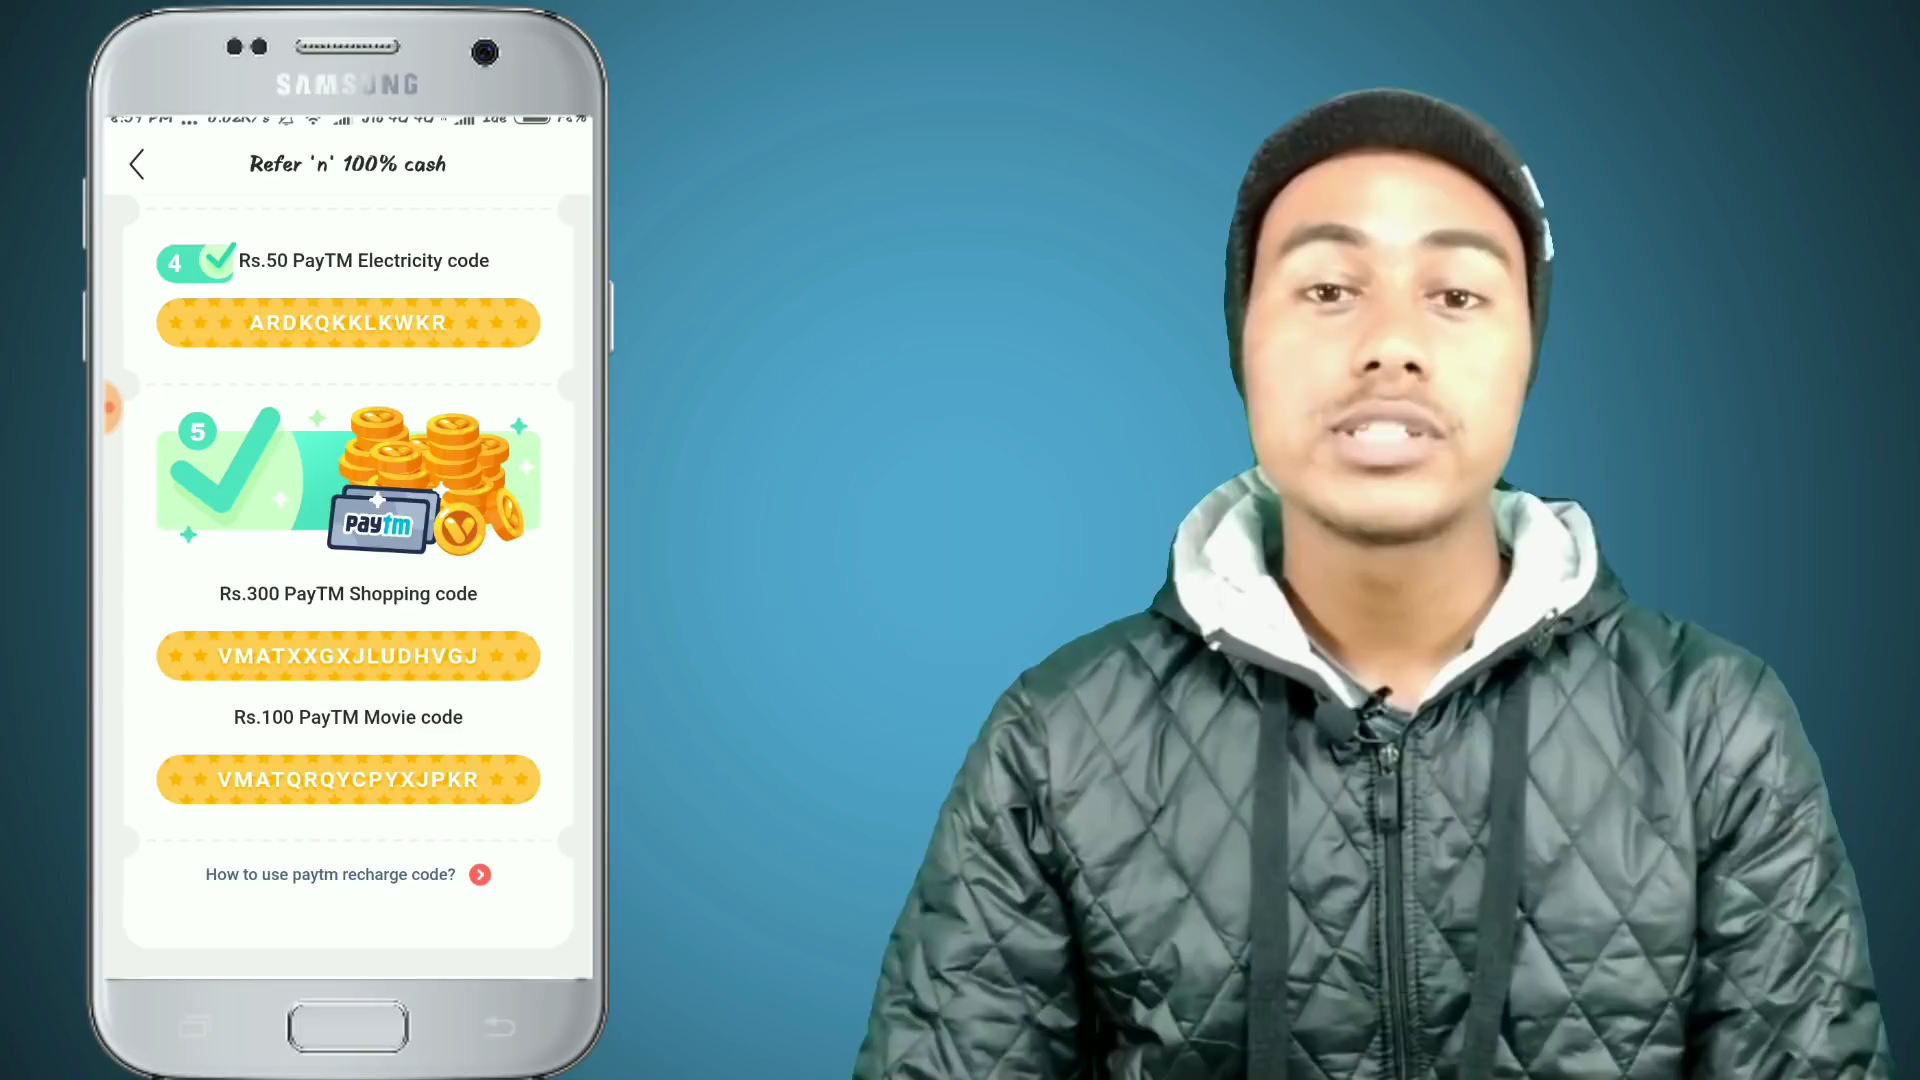 SAMSUNG
Refer 'n' 100% cash
4 Rs.50 PayTM Electricity code
ARDKQKKLKWKR
5
paytm
Rs.300 PayTM Shopping code
VMATXXGXJLUDHVGJ
Rs.100 PayTM Movie code
VMATQRQYCPYXJPKR
How to use paytm recharge code?